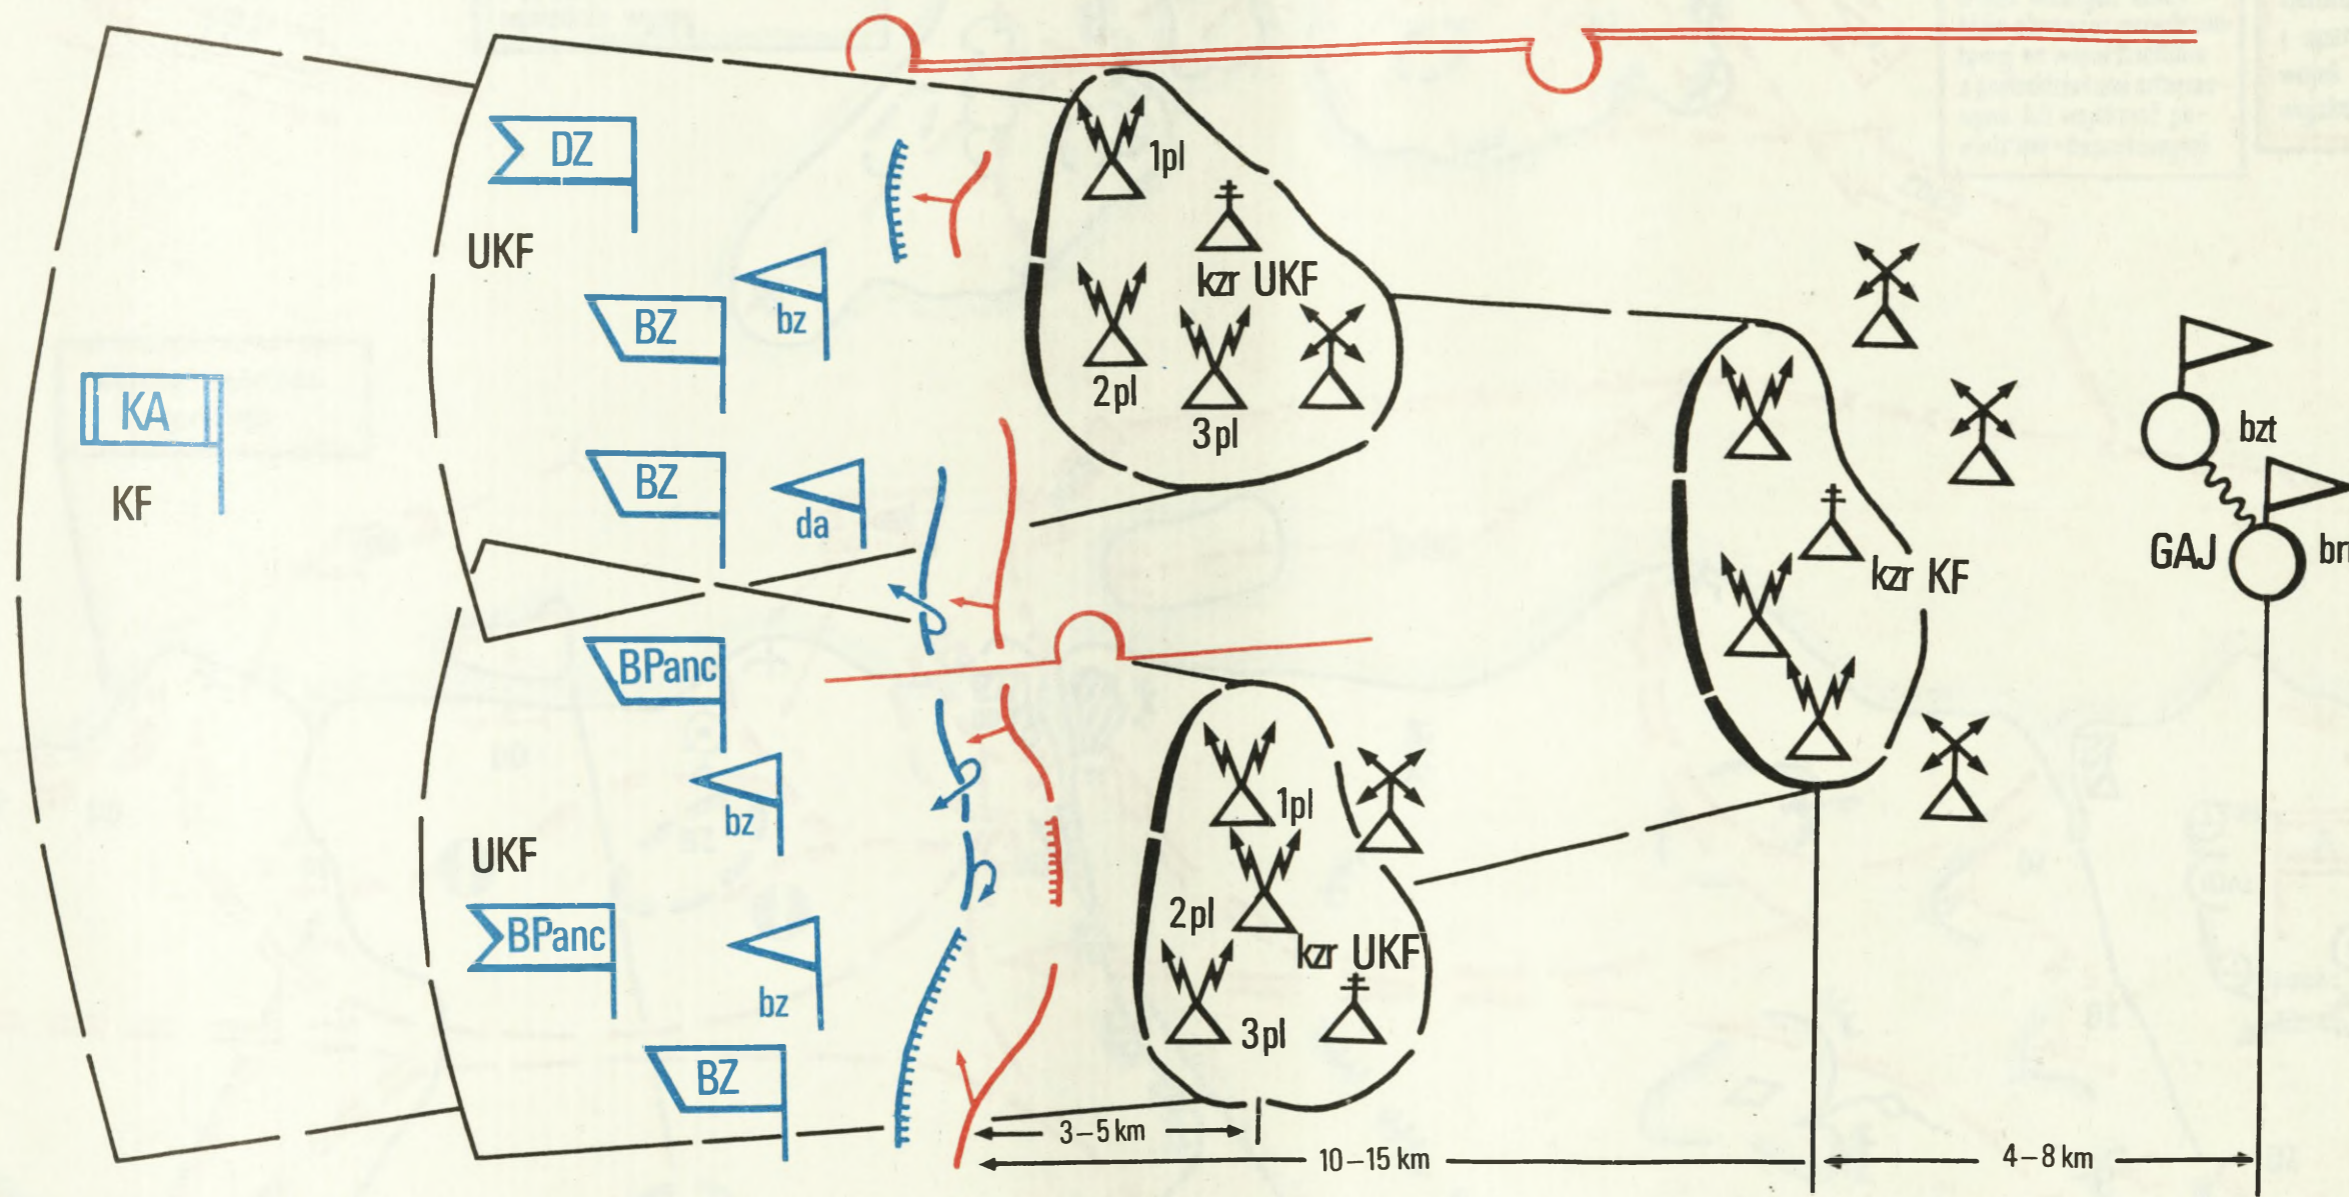 DZ
1pl
UKF
kzr UKF
bz
BZ
2pl
3pl
KA
KF
BZ
da
bzt
GAJ
kzr KF
BPanc
bz
1pl
UKF
2pl
BPanc
kzr UKF
bz
3pl
BZ
3–5 km
10–15 km
4–8 km